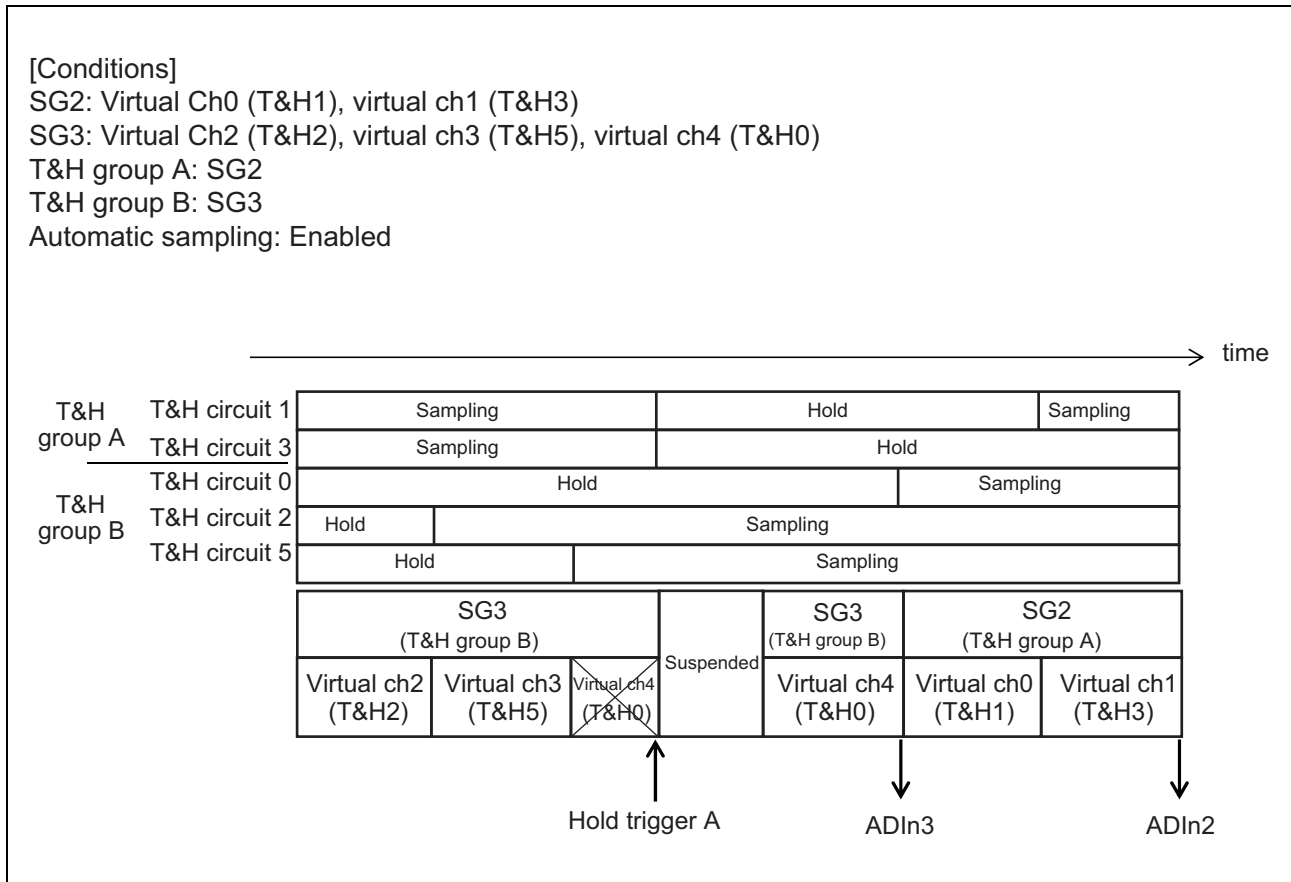 [Conditions]
SG2: Virtual Ch0 (T&H1), virtual ch1 (T&H3)
SG3: Virtual Ch2 (T&H2), virtual ch3 (T&H5), virtual ch4 (T&H0)
T&H group A: SG2
T&H group B: SG3
Automatic sampling: Enabled
time
T&H
group A
T&H circuit 1
Sampling
Hold
Sampling
T&H circuit 3
Sampling
Hold
T&H
group B
T&H circuit 0
Hold
Sampling
T&H circuit 2
Hold
Sampling
T&H circuit 5
Hold
Sampling
SG3
(T&H group B)
Suspended
SG3
(T&H group B)
SG2
(T&H group A)
Virtual ch2
(T&H2)
Virtual ch3
(T&H5)
Virtual ch4
(T&H0)
Virtual ch4
(T&H0)
Virtual ch0
(T&H1)
Virtual ch1
(T&H3)
Hold trigger A
ADIn3
ADIn2